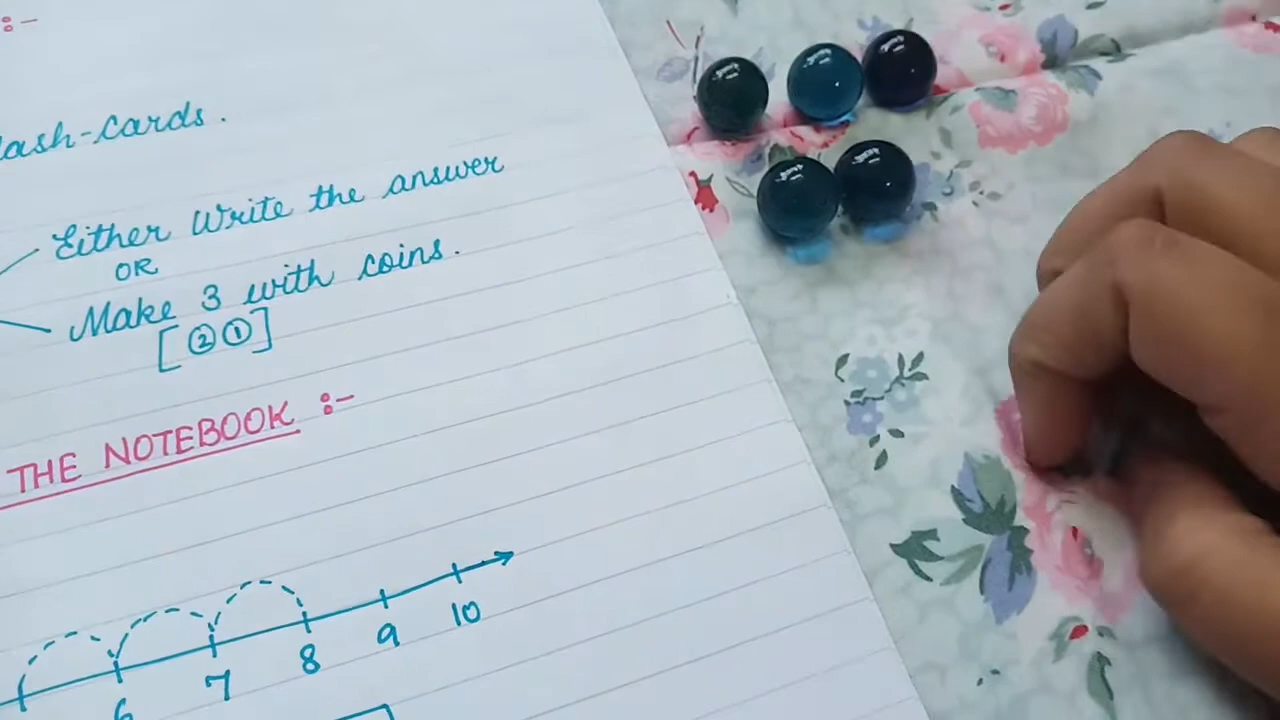 :-
lash-cards.
Either Write the answer
OR
Make 3 with coins.
[ ② ① ]
THE NOTEBOOK :-
6 7 8 9 10